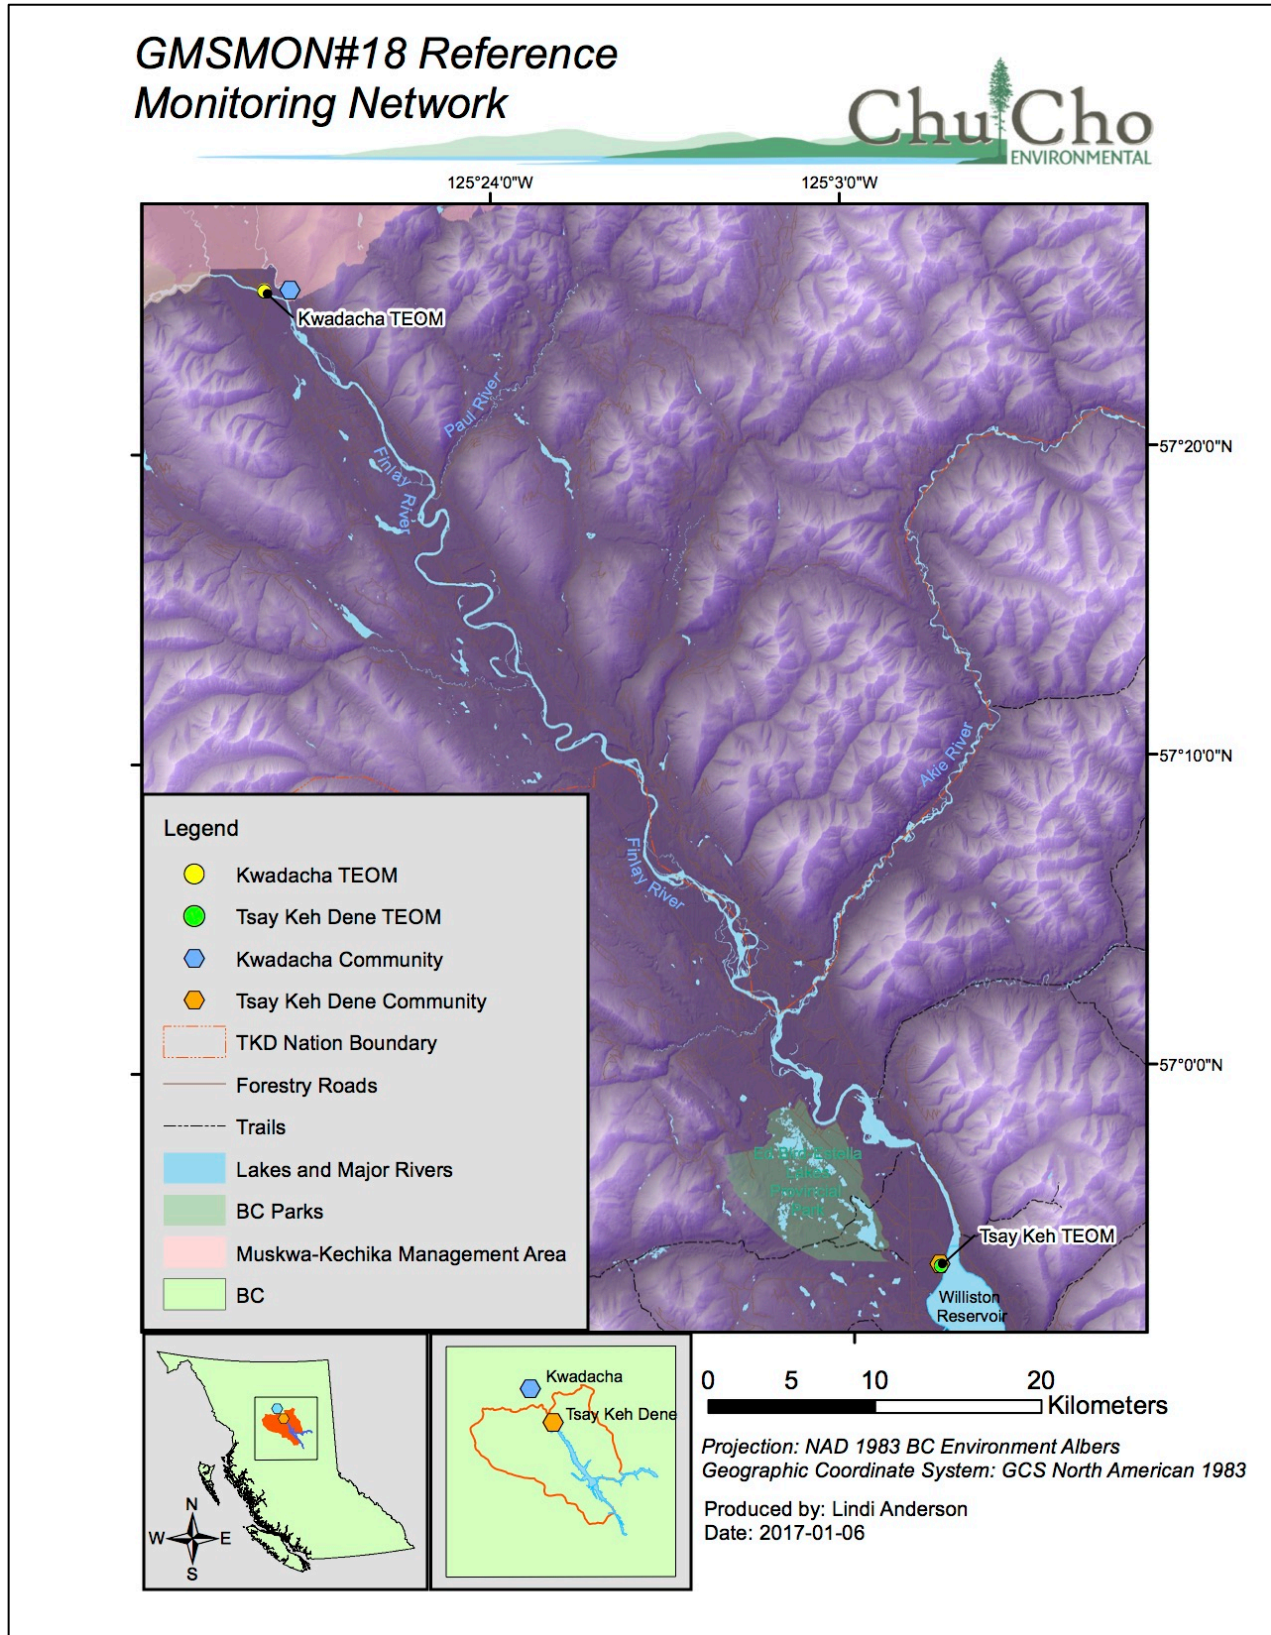 GMSMON#18 Reference
Monitoring Network
Chu Cho
ENVIRONMENTAL
125°24'0"W
125°3'0"W
Kwadacha TEOM
Paul River
Finlay River
57°20'0"N
57°10'0"N
Akie River
Finlay River
57°0'0"N
Lakes
Provincial
Park
Tsay Keh TEOM
Williston
Reservoir
Legend
Kwadacha TEOM
Tsay Keh Dene TEOM
Kwadacha Community
Tsay Keh Dene Community
TKD Nation Boundary
Forestry Roads
Trails
Lakes and Major Rivers
BC Parks
Muskwa-Kechika Management Area
BC
N
W
E
S
Kwadacha
Tsay Keh Dene
0 5 10 20
Kilometers
Projection: NAD 1983 BC Environment Albers
Geographic Coordinate System: GCS North American 1983
Produced by: Lindi Anderson
Date: 2017-01-06